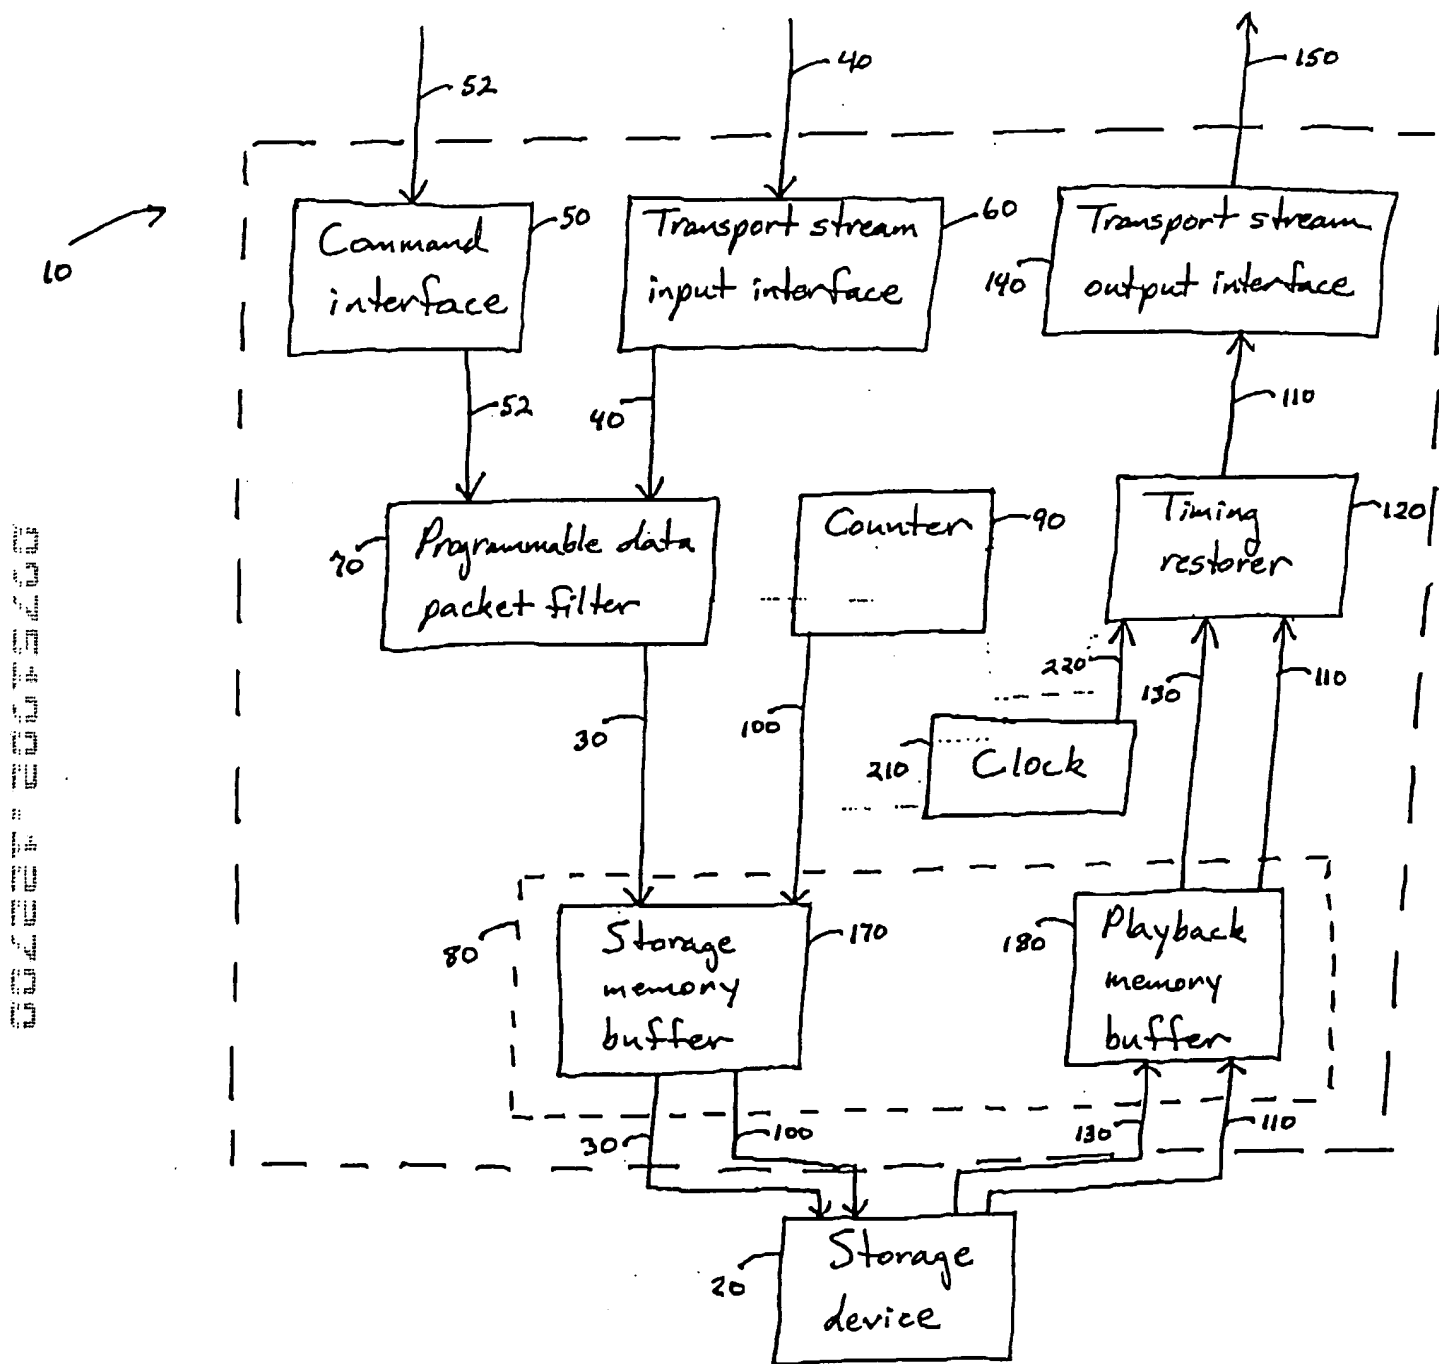 52
40
150
10
Command
interface
50
Transport stream
input interface
60
Transport stream
output interface
140
52
40
110
Programmable data
packet filter
70
Counter
90
Timing
restorer
120
30
100
220
130
110
Clock
210
80
Storage
memory
buffer
170
Playback
memory
buffer
180
30
100
130
110
Storage
device
20